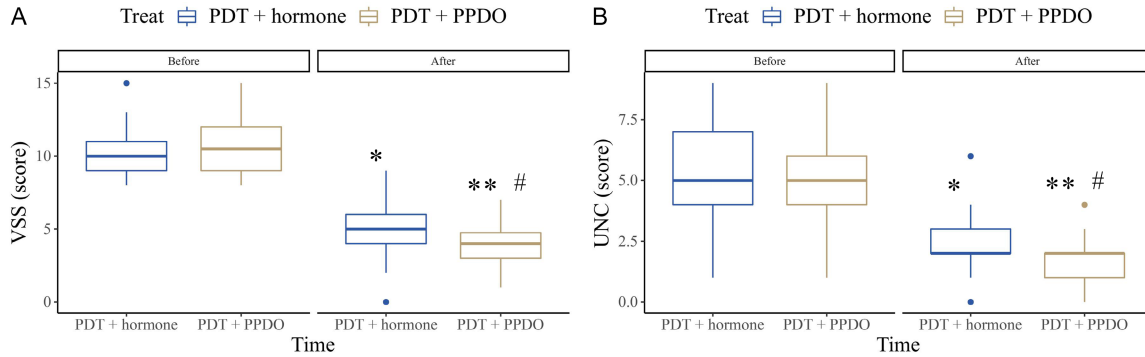 A
Treat PDT + hormone PDT + PPDO
Before After
VSS (score)
15
10
5
0
*
** #
PDT + hormone PDT + PPDO PDT + hormone PDT + PPDO
Time
B
Treat PDT + hormone PDT + PPDO
Before After
UNC (score)
7.5
5.0
2.5
0.0
*
** #
PDT + hormone PDT + PPDO PDT + hormone PDT + PPDO
Time